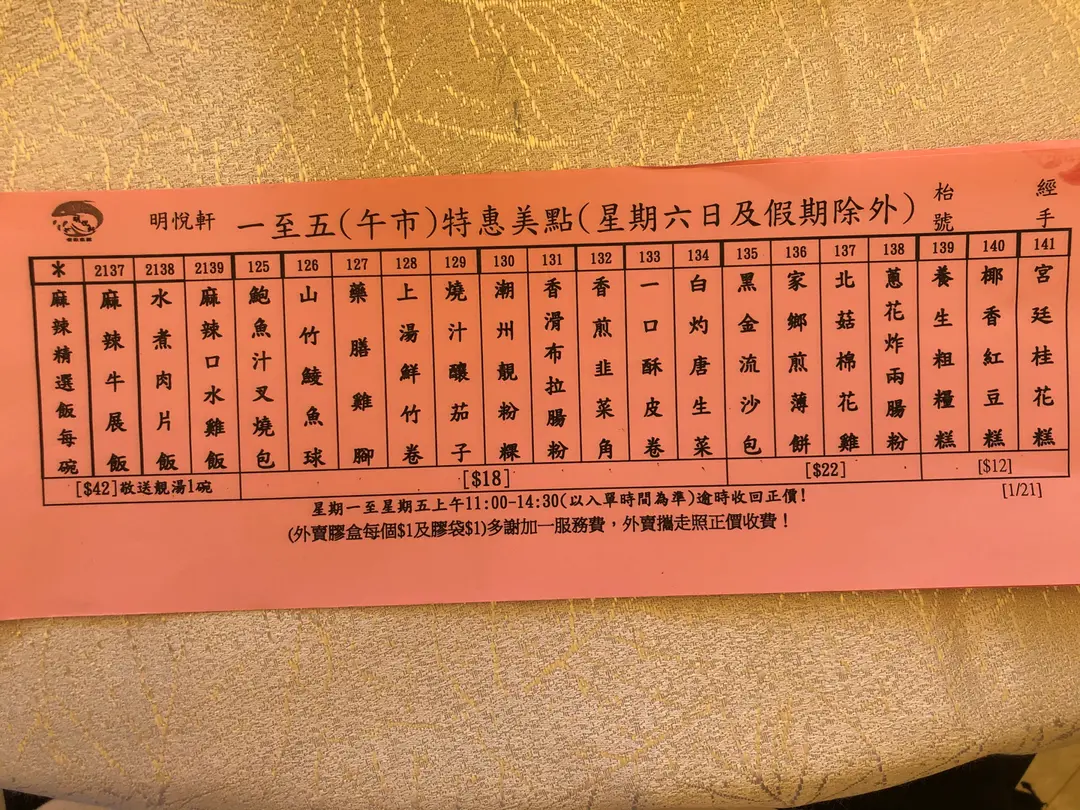 明悅軒 一至五(午市)特惠美點(星期六日及假期除外) 枱號 經手
* 2137 2138 2139 125 126 127 128 129 130 131 132 133 134 135 136 137 138 139 140 141
麻辣精選飯每碗
麻辣牛展飯
水煮肉片飯
麻辣口水雞飯
鮑魚汁叉燒包
山竹鯪魚球
藥膳雞腳
上湯鮮竹卷
燒汁釀茄子
潮州靚粉粿
香滑布拉腸粉
香煎韭菜角
一口酥皮卷
白灼唐生菜
黑金流沙包
家鄉煎薄餅
北菇棉花雞
蔥花炸兩腸粉
養生粗糧糕
椰香紅豆糕
宮廷桂花糕
[$42]敬送靚湯1碗 [$18] [$22] [$12]
星期一至星期五上午11:00-14:30(以入單時間為準)逾時收回正價! [1/21]
(外賣膠盒每個$1及膠袋$1)多謝加一服務費，外賣攜走照正價收費！